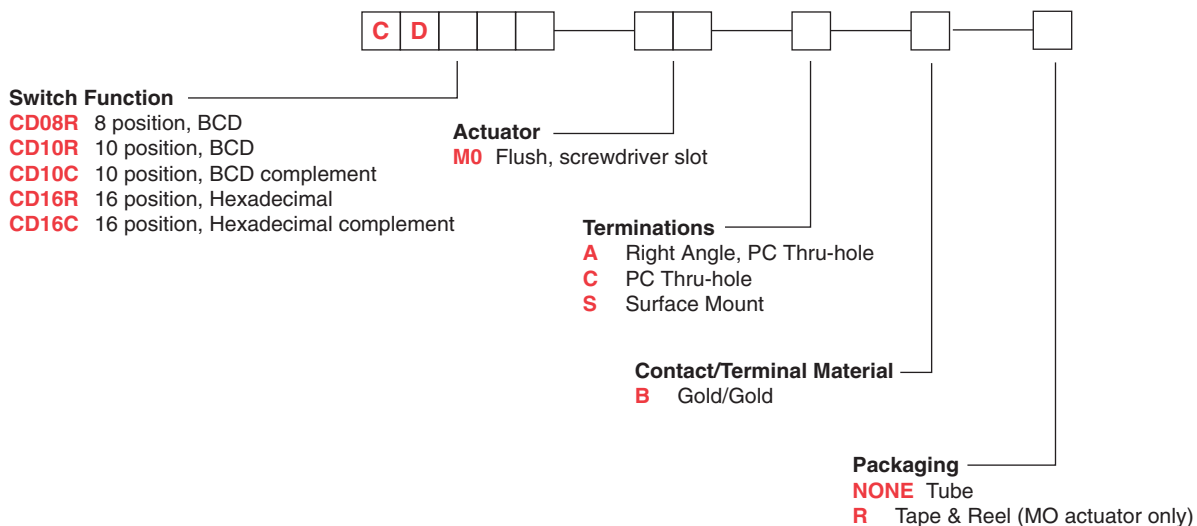 C D
Switch Function
CD08R 8 position, BCD
CD10R 10 position, BCD
CD10C 10 position, BCD complement
CD16R 16 position, Hexadecimal
CD16C 16 position, Hexadecimal complement
Actuator
M0 Flush, screwdriver slot
Terminations
A Right Angle, PC Thru-hole
C PC Thru-hole
S Surface Mount
Contact/Terminal Material
B Gold/Gold
Packaging
NONE Tube
R Tape & Reel (MO actuator only)